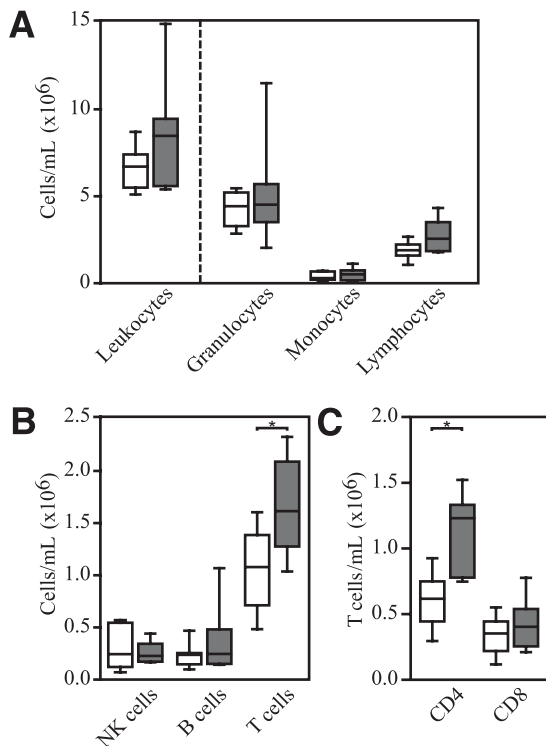 A
Cells/mL (x10⁶)
15
10
5
0
Leukocytes
Granulocytes
Monocytes
Lymphocytes
B
Cells/mL (x10⁶)
2.5
2.0
1.5
1.0
0.5
0.0
*
NK cells
B cells
T cells
C
T cells/mL (x10⁶)
2.0
1.5
1.0
0.5
0.0
*
CD4
CD8